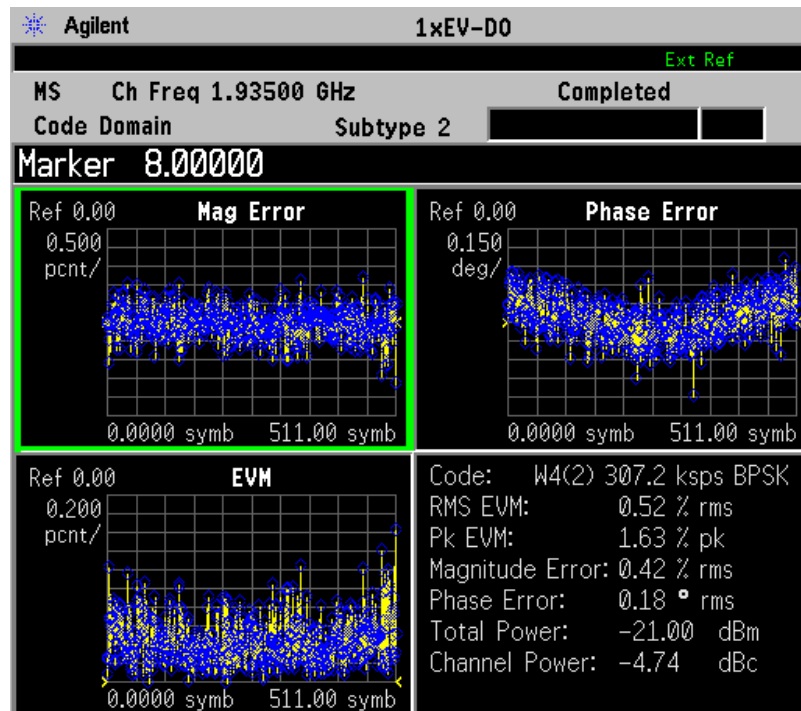 Agilent 1xEV-DO
Ext Ref
MS Ch Freq 1.93500 GHz Completed
Code Domain Subtype 2
Marker 8.00000
Ref 0.00 Mag Error
0.500
pcnt/
0.0000 symb 511.00 symb
Ref 0.00 Phase Error
0.150
deg/
0.0000 symb 511.00 symb
Ref 0.00 EVM
0.200
pcnt/
0.0000 symb 511.00 symb
Code: W4(2) 307.2 ksps BPSK
RMS EVM: 0.52 % rms
Pk EVM: 1.63 % pk
Magnitude Error: 0.42 % rms
Phase Error: 0.18 ° rms
Total Power: -21.00 dBm
Channel Power: -4.74 dBc